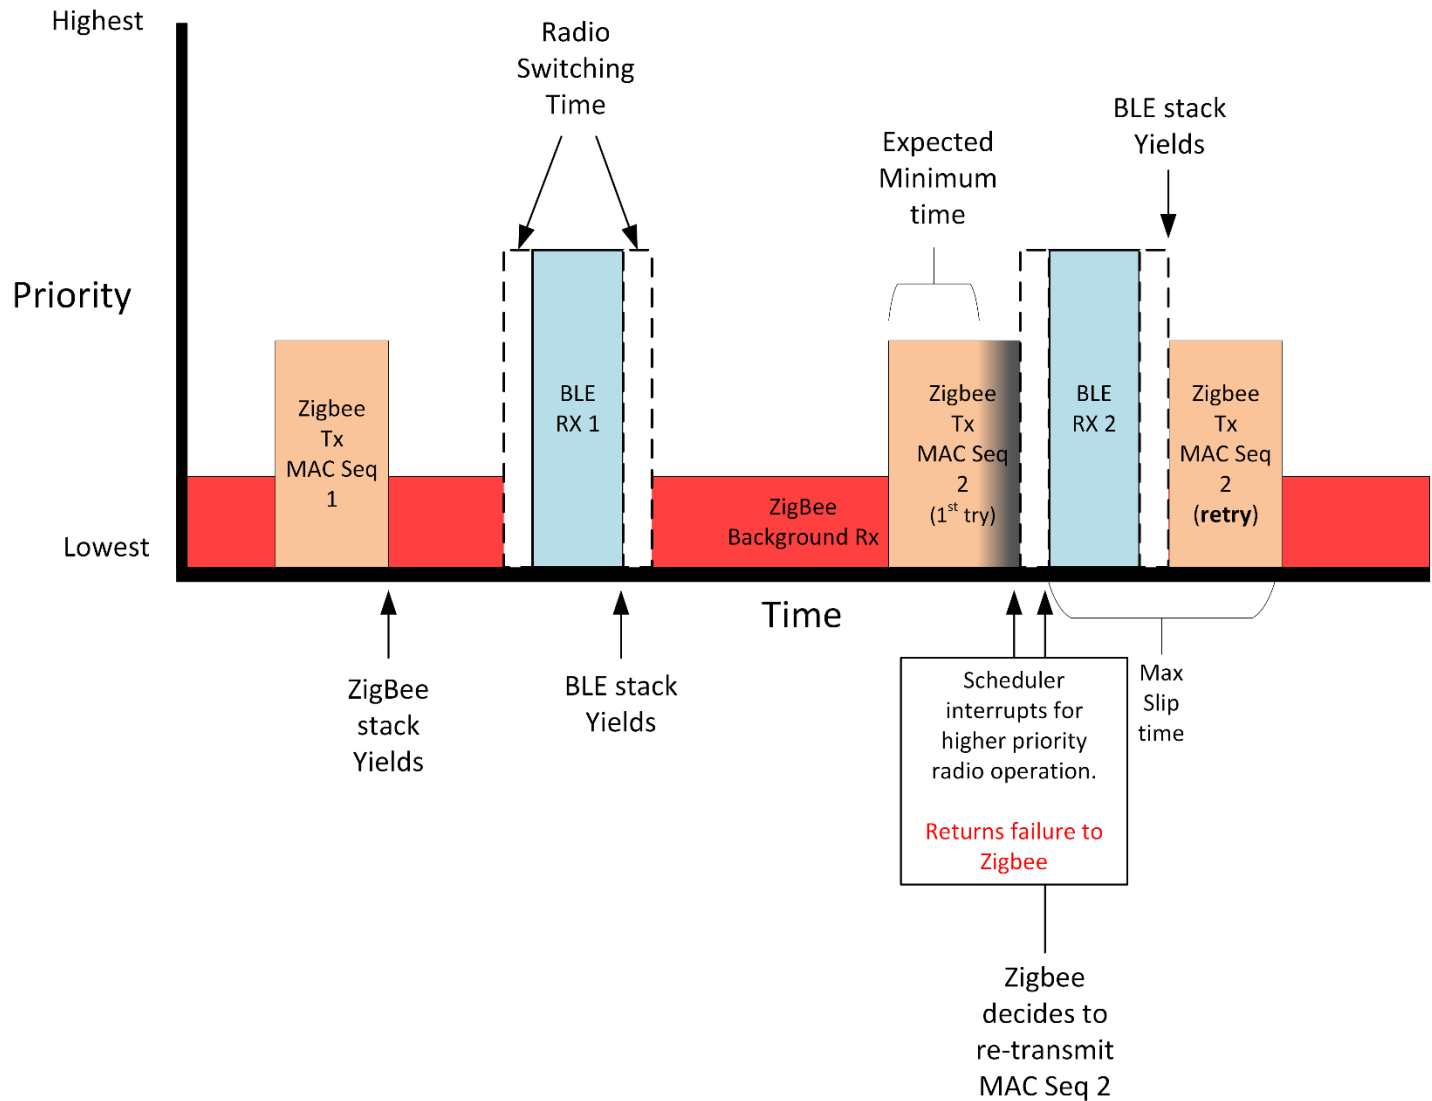 Highest
Radio
Switching
Time
BLE stack
Yields
Expected
Minimum
time
Priority
Zigbee
Tx
MAC Seq
1
BLE
RX 1
Zigbee
Tx
MAC Seq
2
(1st try)
BLE
RX 2
Zigbee
Tx
MAC Seq
2
(retry)
ZigBee
Background Rx
Lowest
Time
ZigBee
stack
Yields
BLE stack
Yields
Scheduler
interrupts for
higher priority
radio operation.
Returns failure to
Zigbee
Max
Slip
time
Zigbee
decides to
re-transmit
MAC Seq 2